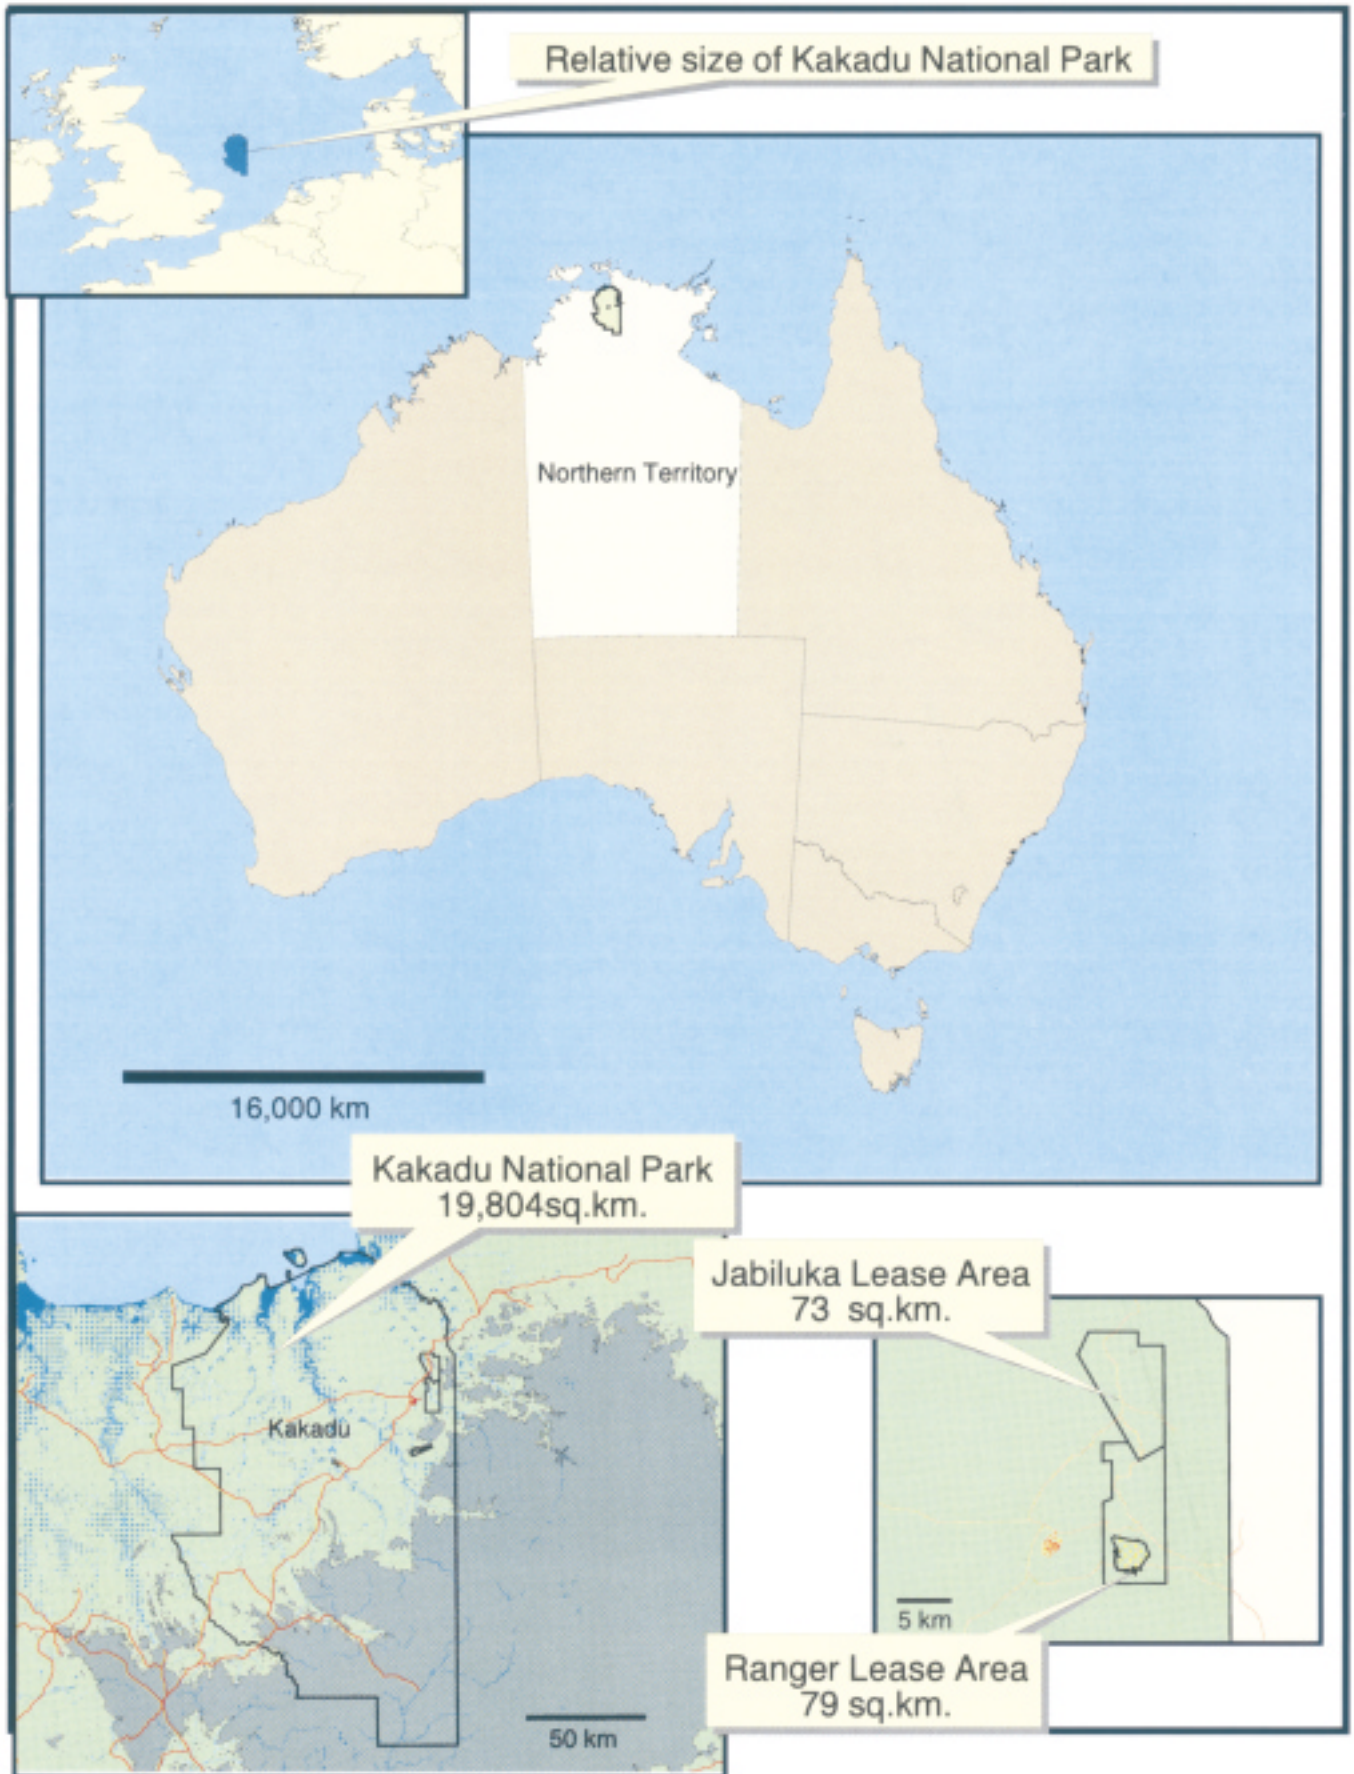 Relative size of Kakadu National Park
Northern Territory
16,000 km
Kakadu National Park
19,804sq.km.
Jabiluka Lease Area
73 sq.km.
Kakadu
5 km
Ranger Lease Area
79 sq.km.
50 km